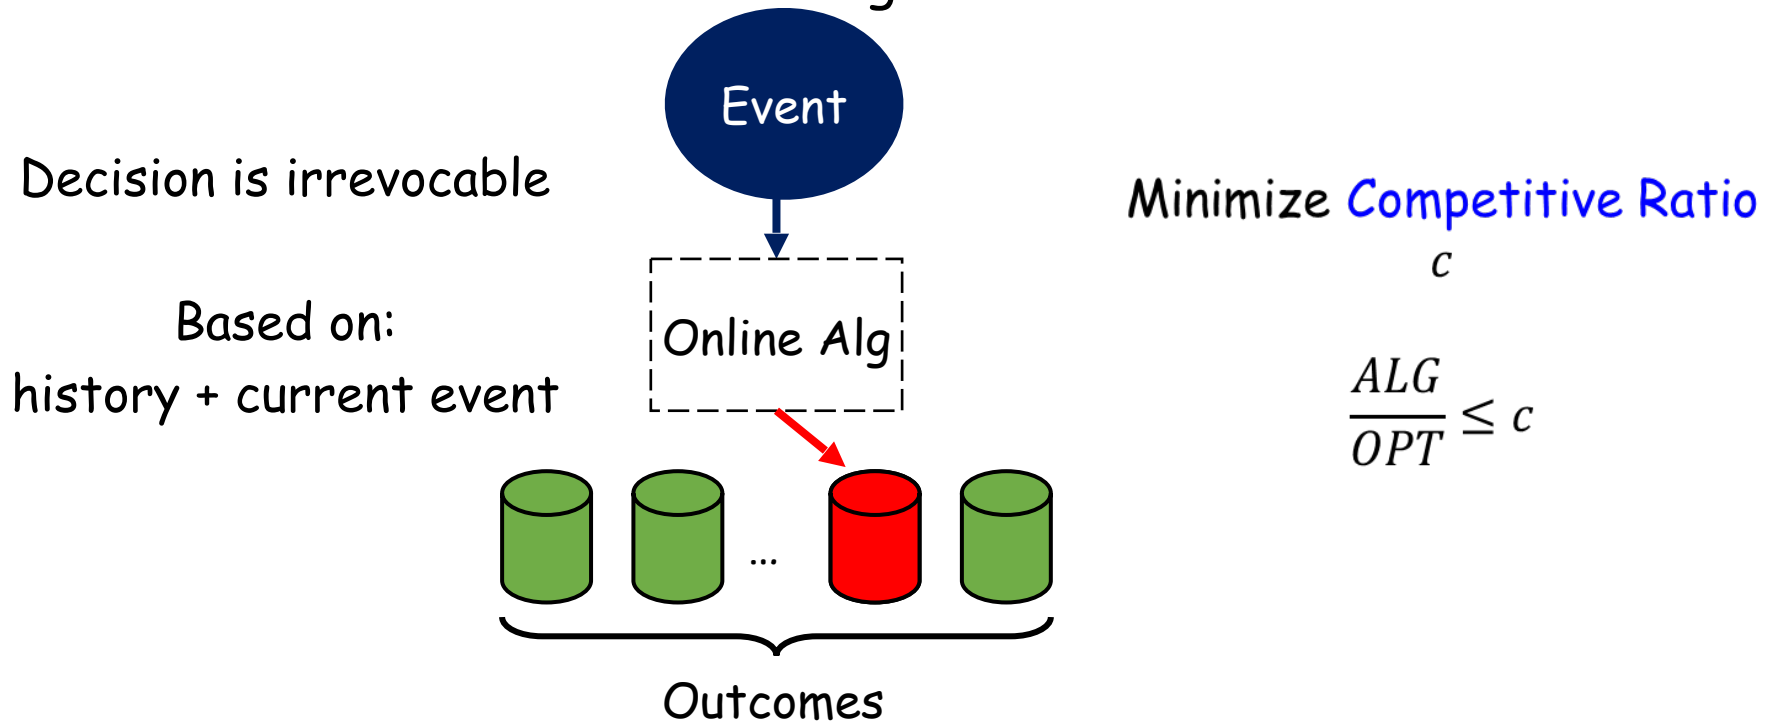 Event
Decision is irrevocable
Based on:
history + current event
Online Alg
...
Outcomes
Minimize Competitive Ratio
c
ALG
OPT ≤ c